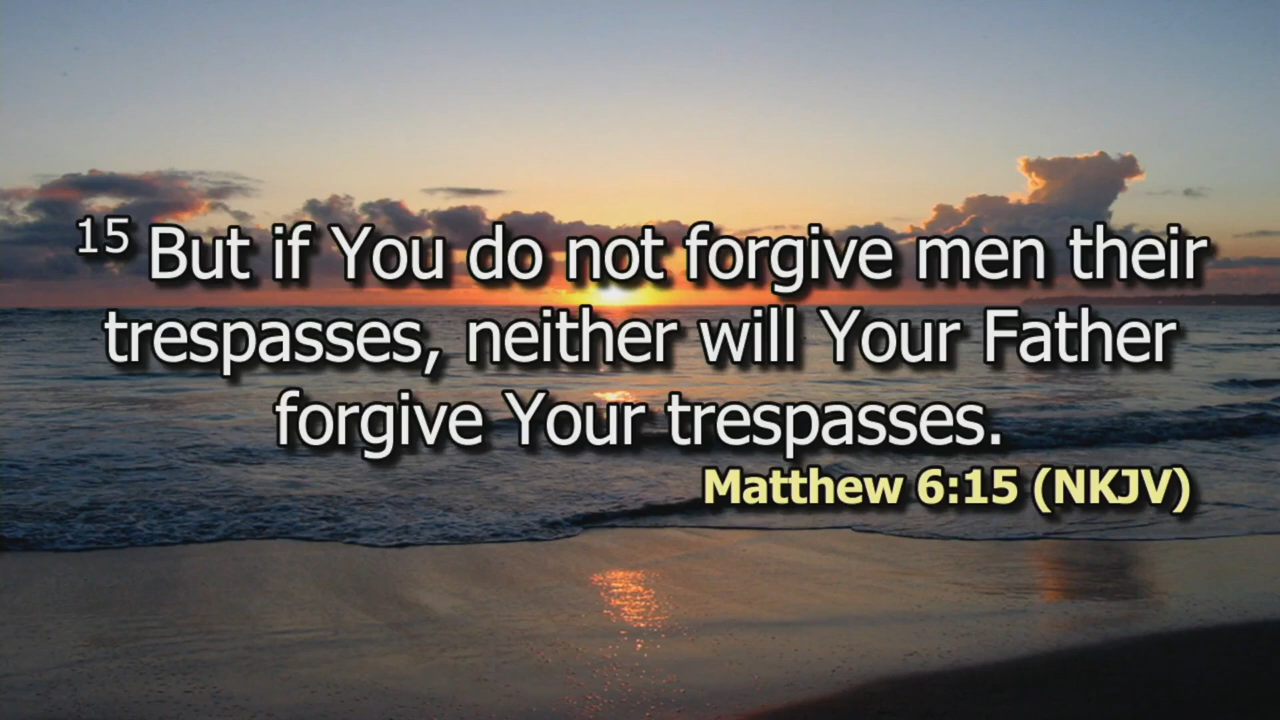 15 But if You do not forgive men their
trespasses, neither will Your Father
forgive Your trespasses.
Matthew 6:15 (NKJV)